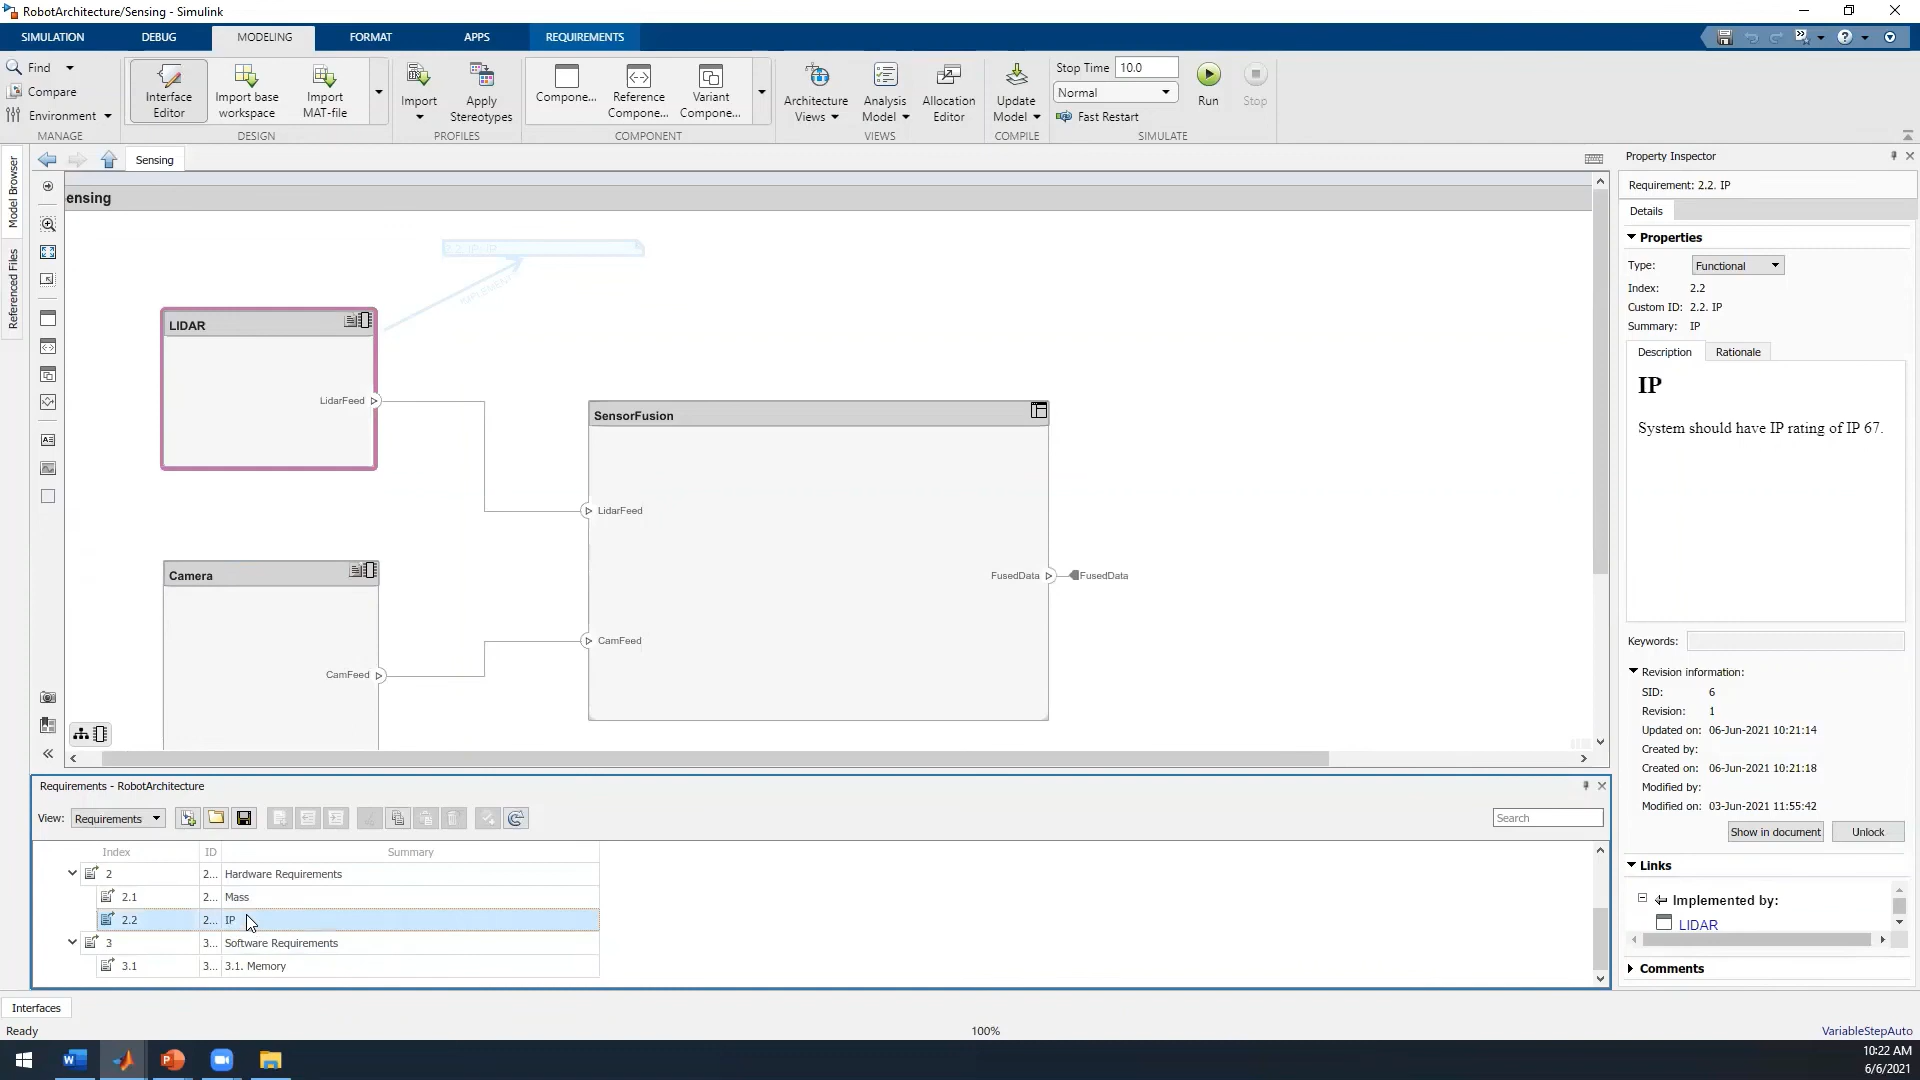 RobotArchitecture/Sensing - Simulink
SIMULATION
DEBUG
MODELING
FORMAT
APPS
REQUIREMENTS
Find
Compare
Environment
MANAGE
Interface
Editor
Import base
workspace
Import
MAT-file
DESIGN
Import
Apply
Stereotypes
PROFILES
Compone...
Reference
Compone...
Variant
Compone...
COMPONENT
Architecture
Views
Analysis
Model
Allocation
Editor
VIEWS
Update
Model
COMPILE
Stop Time 10.0
Normal
Fast Restart
Run
Stop
SIMULATE
Model Browser
Referenced Files
Sensing
ensing
LIDAR
LidarFeed
Camera
CamFeed
SensorFusion
LidarFeed
CamFeed
FusedData
FusedData
Property Inspector
Requirement: 2.2. IP
Details
Properties
Type: Functional
Index: 2.2
Custom ID: 2.2. IP
Summary: IP
Description
Rationale
IP
System should have IP rating of IP 67.
Keywords:
Revision information:
SID: 6
Revision: 1
Updated on: 06-Jun-2021 10:21:14
Created by:
Created on: 06-Jun-2021 10:21:18
Modified by:
Modified on: 03-Jun-2021 11:55:42
Show in document
Unlock
Links
Implemented by:
LIDAR
Comments
Requirements - RobotArchitecture
View: Requirements
Search
Index ID Summary
2 2... Hardware Requirements
2.1 2... Mass
2.2 2... IP
3 3... Software Requirements
3.1 3... 3.1. Memory
Interfaces
Ready
100%
VariableStepAuto
10:22 AM
6/6/2021